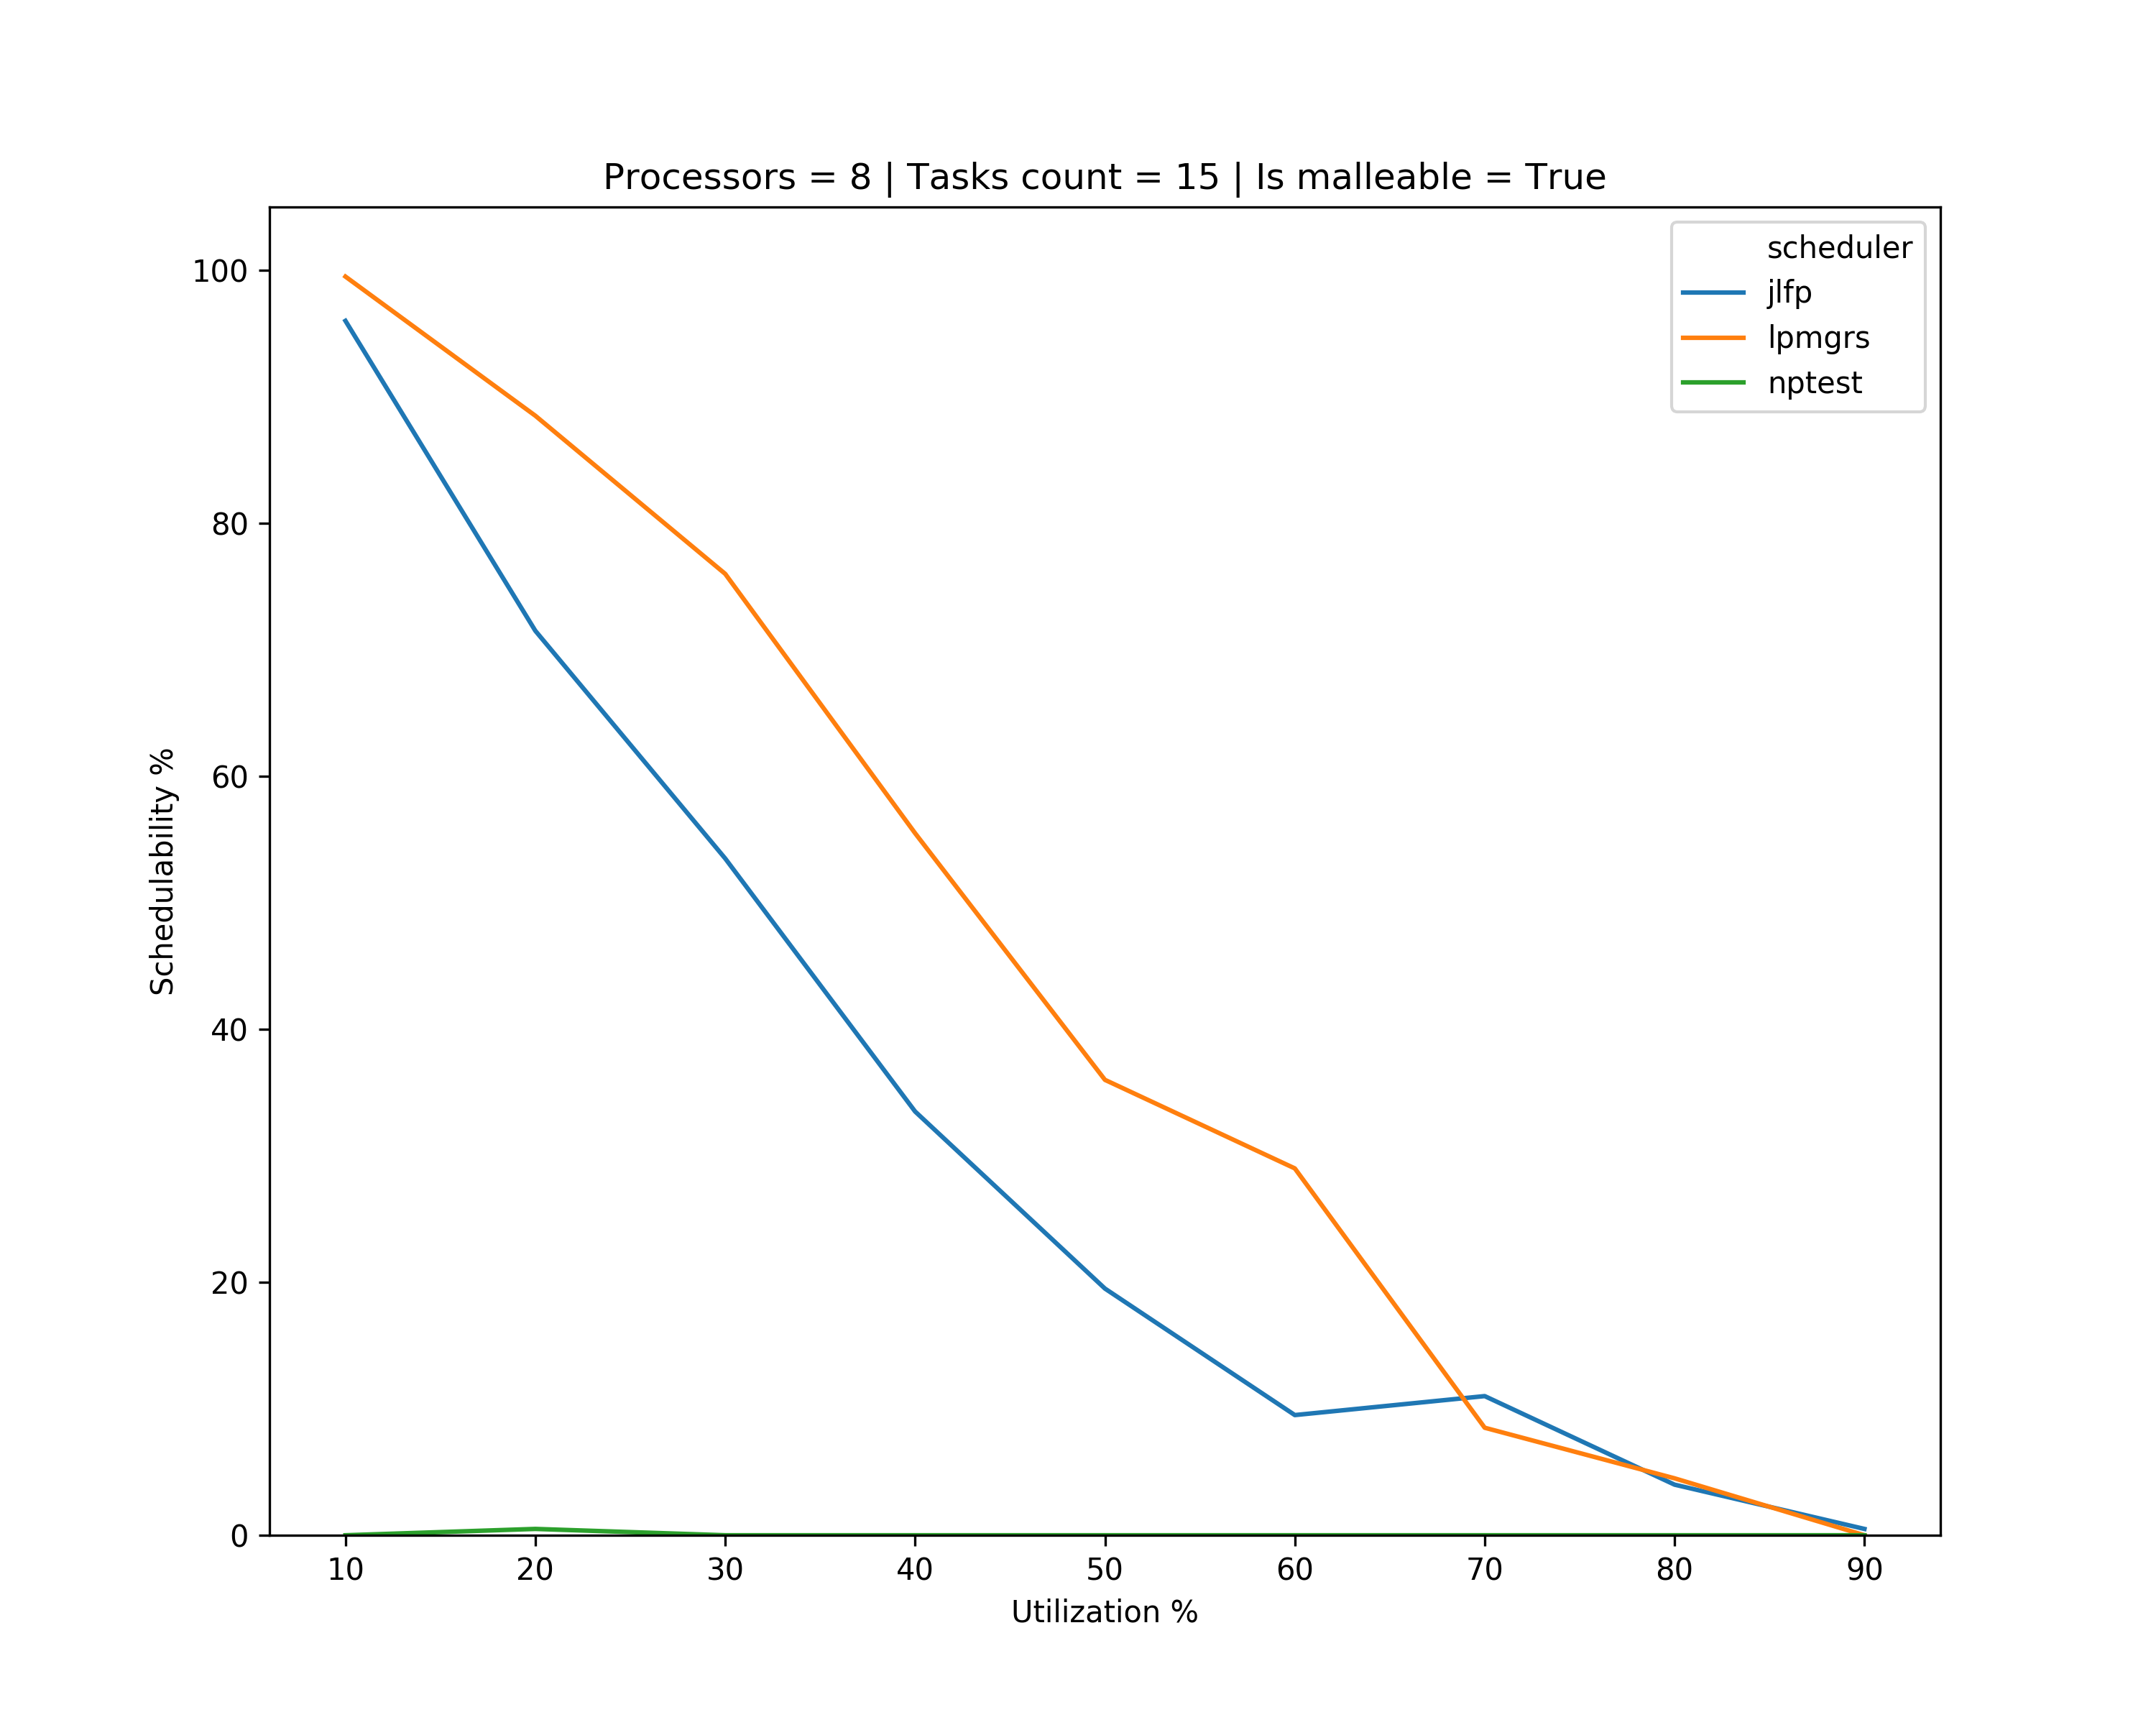 Processors = 8 | Tasks count = 15 | Is malleable = True
scheduler
jlfp
lpmgrs
nptest
Schedulability %
100
80
60
40
20
0
10 20 30 40 50 60 70 80 90
Utilization %